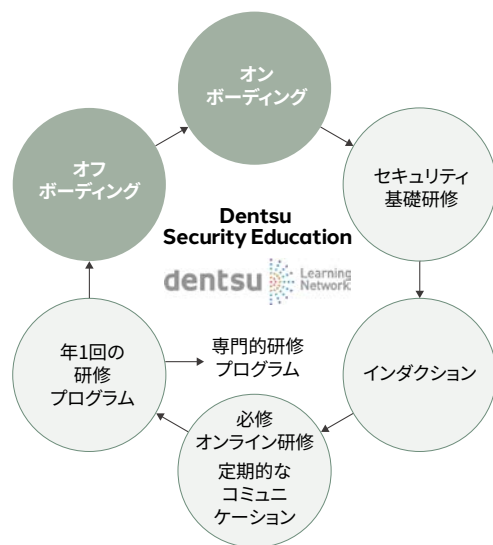 オン
ボーディング
オフ
ボーディング
セキュリティ
基礎研修
Dentsu
Security Education
dentsu Learning
Network
年1回の
研修
プログラム
専門的研修
プログラム
インダクション
必修
オンライン研修
定期的な
コミュニ
ケーション